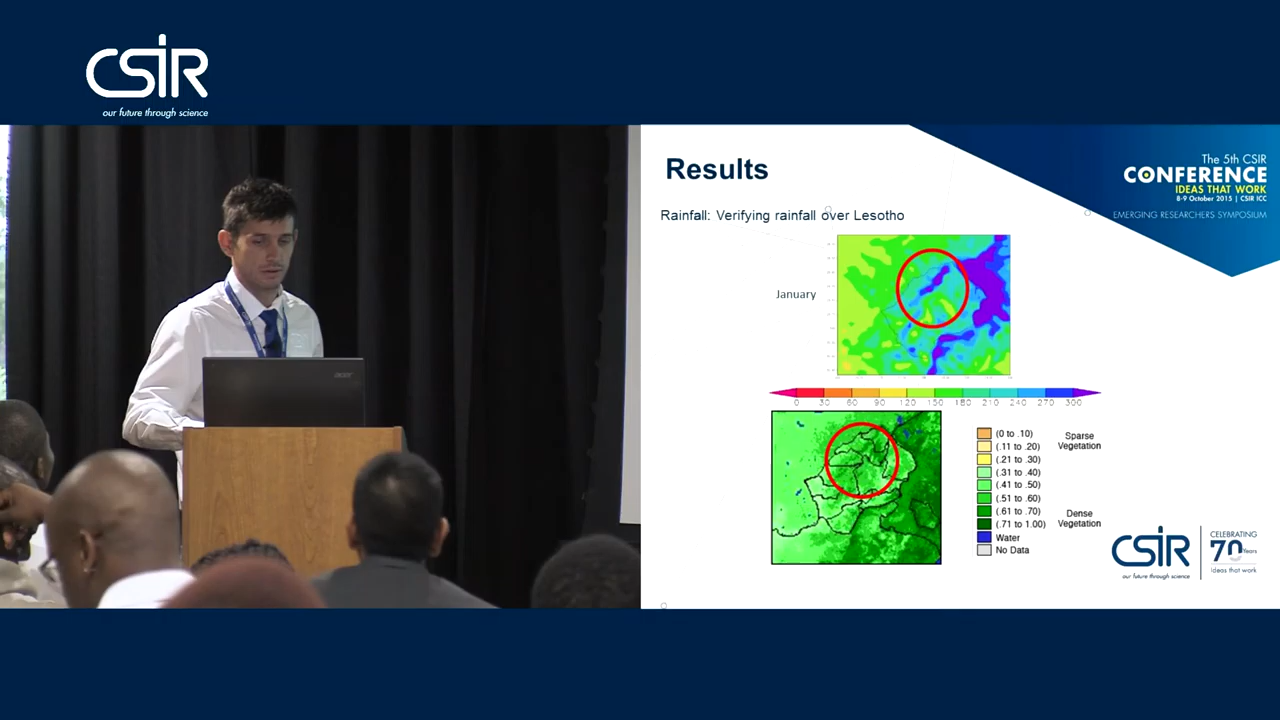 CSIR
our future through science
The 5th CSIR
CONFERENCE
IDEAS THAT WORK
8-9 October 2015 | CSIR ICC
EMERGING RESEARCHERS SYMPOSIUM
Results
Rainfall: Verifying rainfall over Lesotho
January
0 30 60 90 120 150 180 210 240 270 300
acer
(0 to .10)
(.11 to .20)
(.21 to .30)
(.31 to .40)
(.41 to .50)
(.51 to .60)
(.61 to .70)
(.71 to 1.00)
Water
No Data
Sparse
Vegetation
Dense
Vegetation
CSIR
our future through science
CELEBRATING
70 Years
Ideas that work